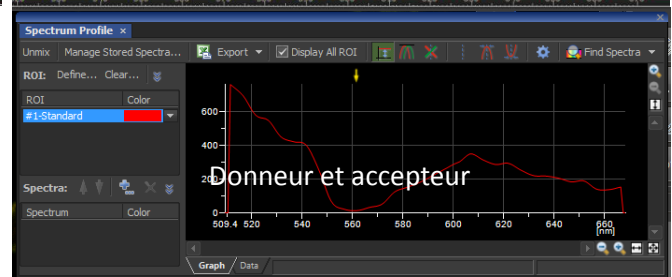 Spectrum Profile ×
Unmix Manage Stored Spectra... Export Display All ROI Find Spectra
ROI: Define... Clear...
ROI Color
#1-Standard
Spectra:
Spectrum Color
600
400
200
Donneur et accepteur
509.4 520 540 560 580 600 620 640 660
[nm]
Graph Data